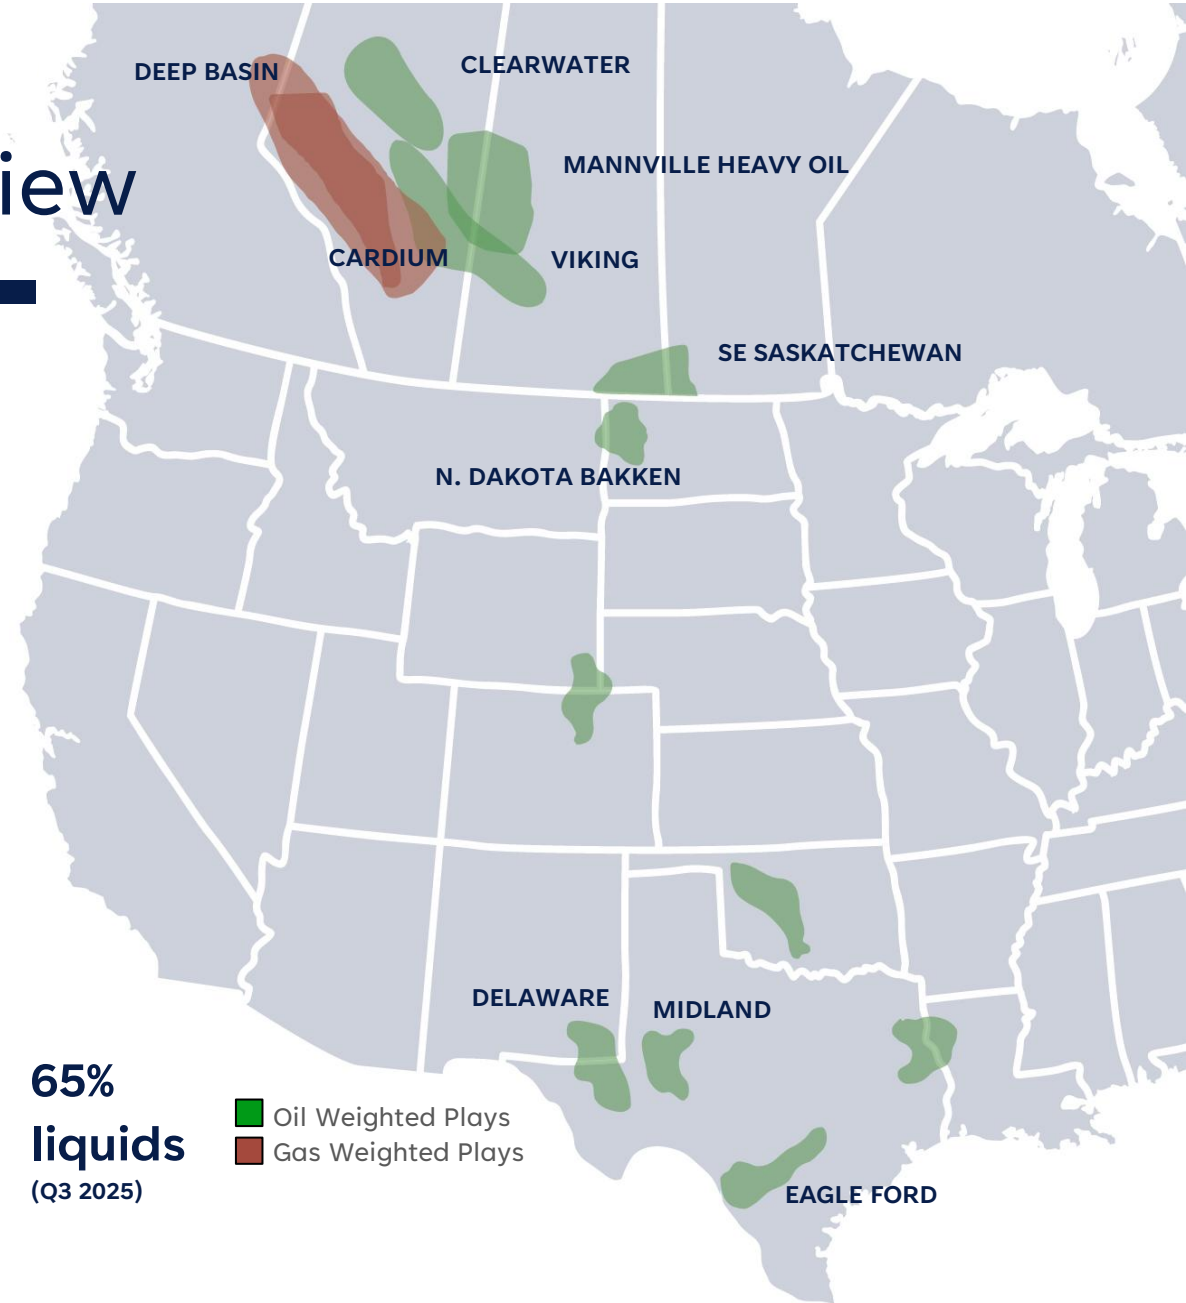 iew
DEEP BASIN
CLEARWATER
MANNVILLE HEAVY OIL
CARDIUM
VIKING
SE SASKATCHEWAN
N. DAKOTA BAKKEN
DELAWARE
MIDLAND
EAGLE FORD
65%
liquids
(Q3 2025)
Oil Weighted Plays
Gas Weighted Plays